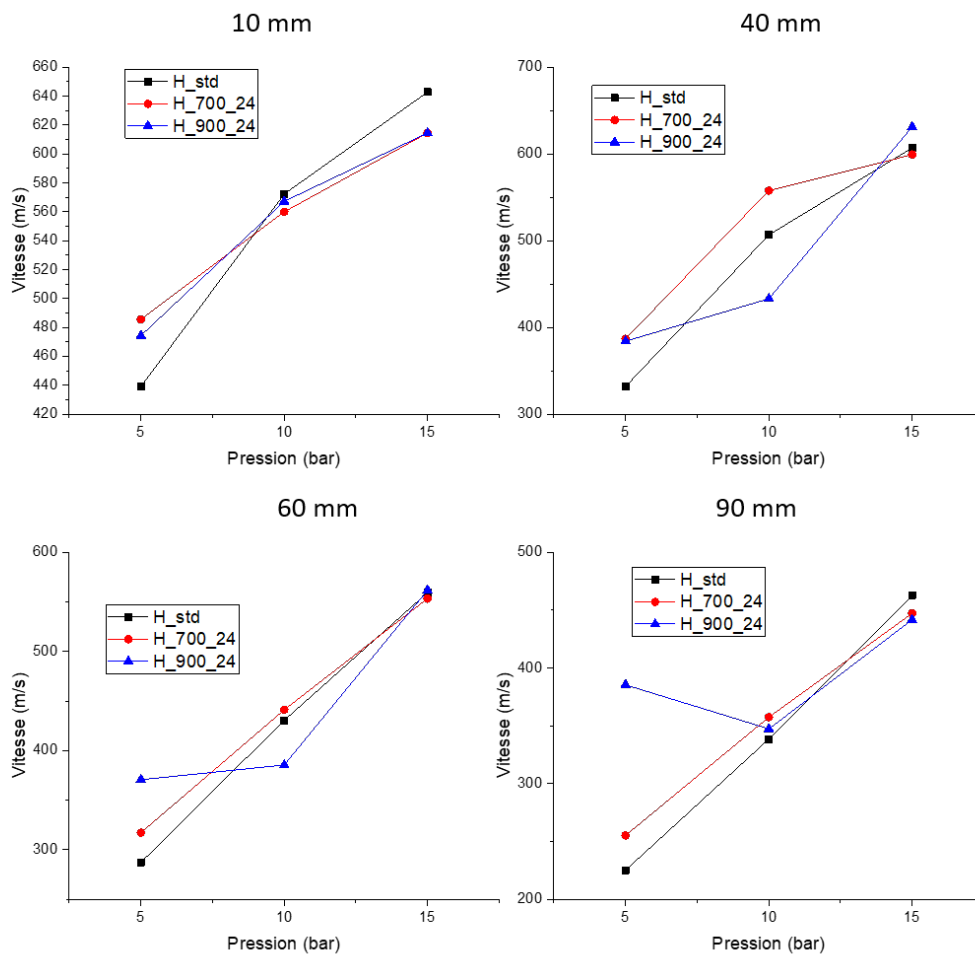 10 mm
660
640
620
600
580
560
540
520
500
480
460
440
420
Vitesse (m/s)
H_std
H_700_24
H_900_24
5
10
15
Pression (bar)
40 mm
700
600
500
400
300
Vitesse (m/s)
H_std
H_700_24
H_900_24
5
10
15
Pression (bar)
60 mm
600
500
400
300
Vitesse (m/s)
H_std
H_700_24
H_900_24
5
10
15
Pression (bar)
90 mm
500
400
300
200
Vitesse (m/s)
H_std
H_700_24
H_900_24
5
10
15
Pression (bar)